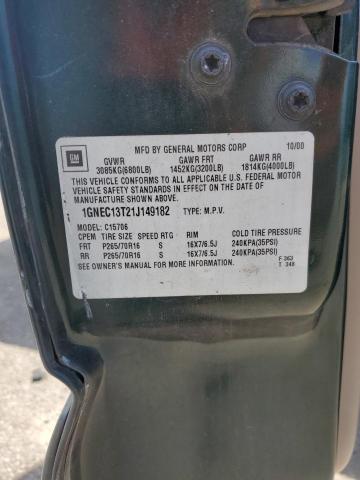 MFD BY GENERAL MOTORS CORP 10/00
GM GVWR GAWR FRT GAWR RR
3085KG(6800LB) 1452KG(3200LB) 1814KG(4000LB)
THIS VEHICLE CONFORMS TO ALL APPLICABLE U.S. FEDERAL MOTOR
VEHICLE SAFETY STANDARDS IN EFFECT ON THE DATE OF
MANUFACTURE SHOWN ABOVE.
1GNEC13T21J149182 TYPE: M.P.V.
MODEL: C15706
CPEM TIRE SIZE SPEED RTG RIM COLD TIRE PRESSURE
FRT P265/70R16 S 16X7/6.5J 240KPA(35PSI)
RR P265/70R16 S 16X7/6.5J 240KPA(35PSI)
SEE OWNER'S MANUAL FOR MORE INFORMATION.
F 363
T 348